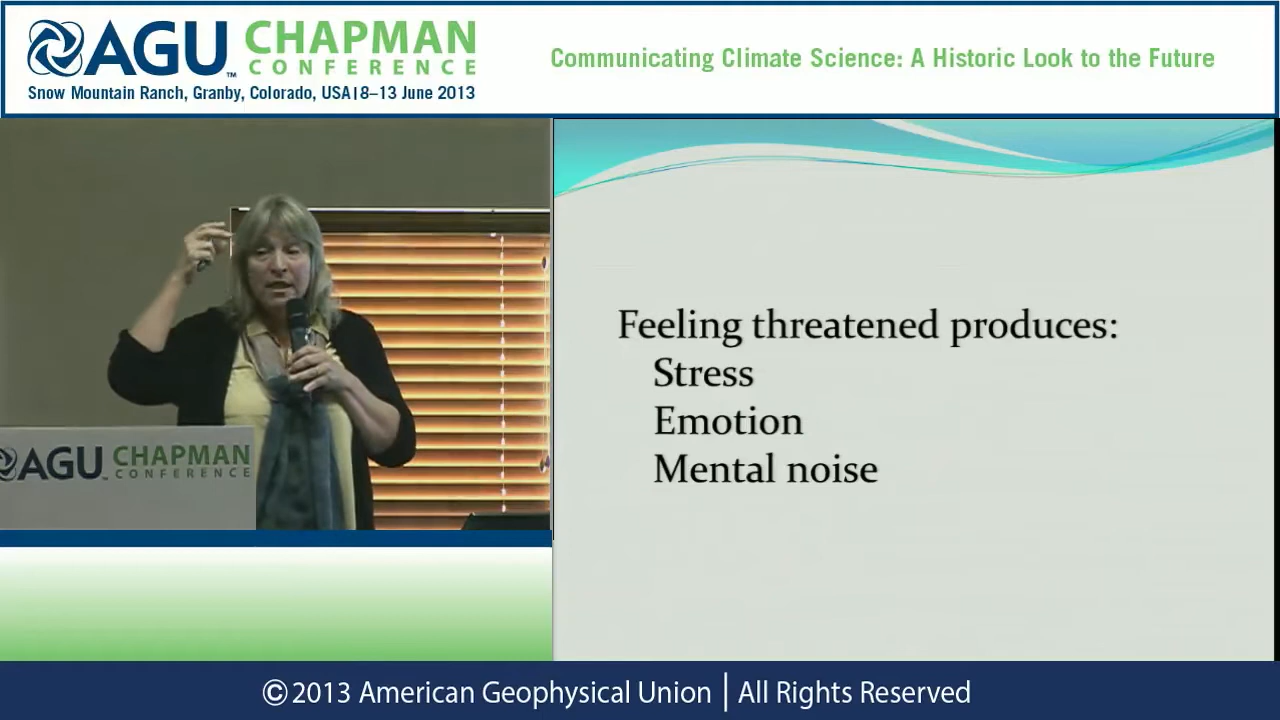 AGU CHAPMAN
CONFERENCE
™
Snow Mountain Ranch, Granby, Colorado, USA|8–13 June 2013
Communicating Climate Science: A Historic Look to the Future
Feeling threatened produces:
Stress
Emotion
Mental noise
AGU CHAPMAN
CONFERENCE
©2013 American Geophysical Union | All Rights Reserved